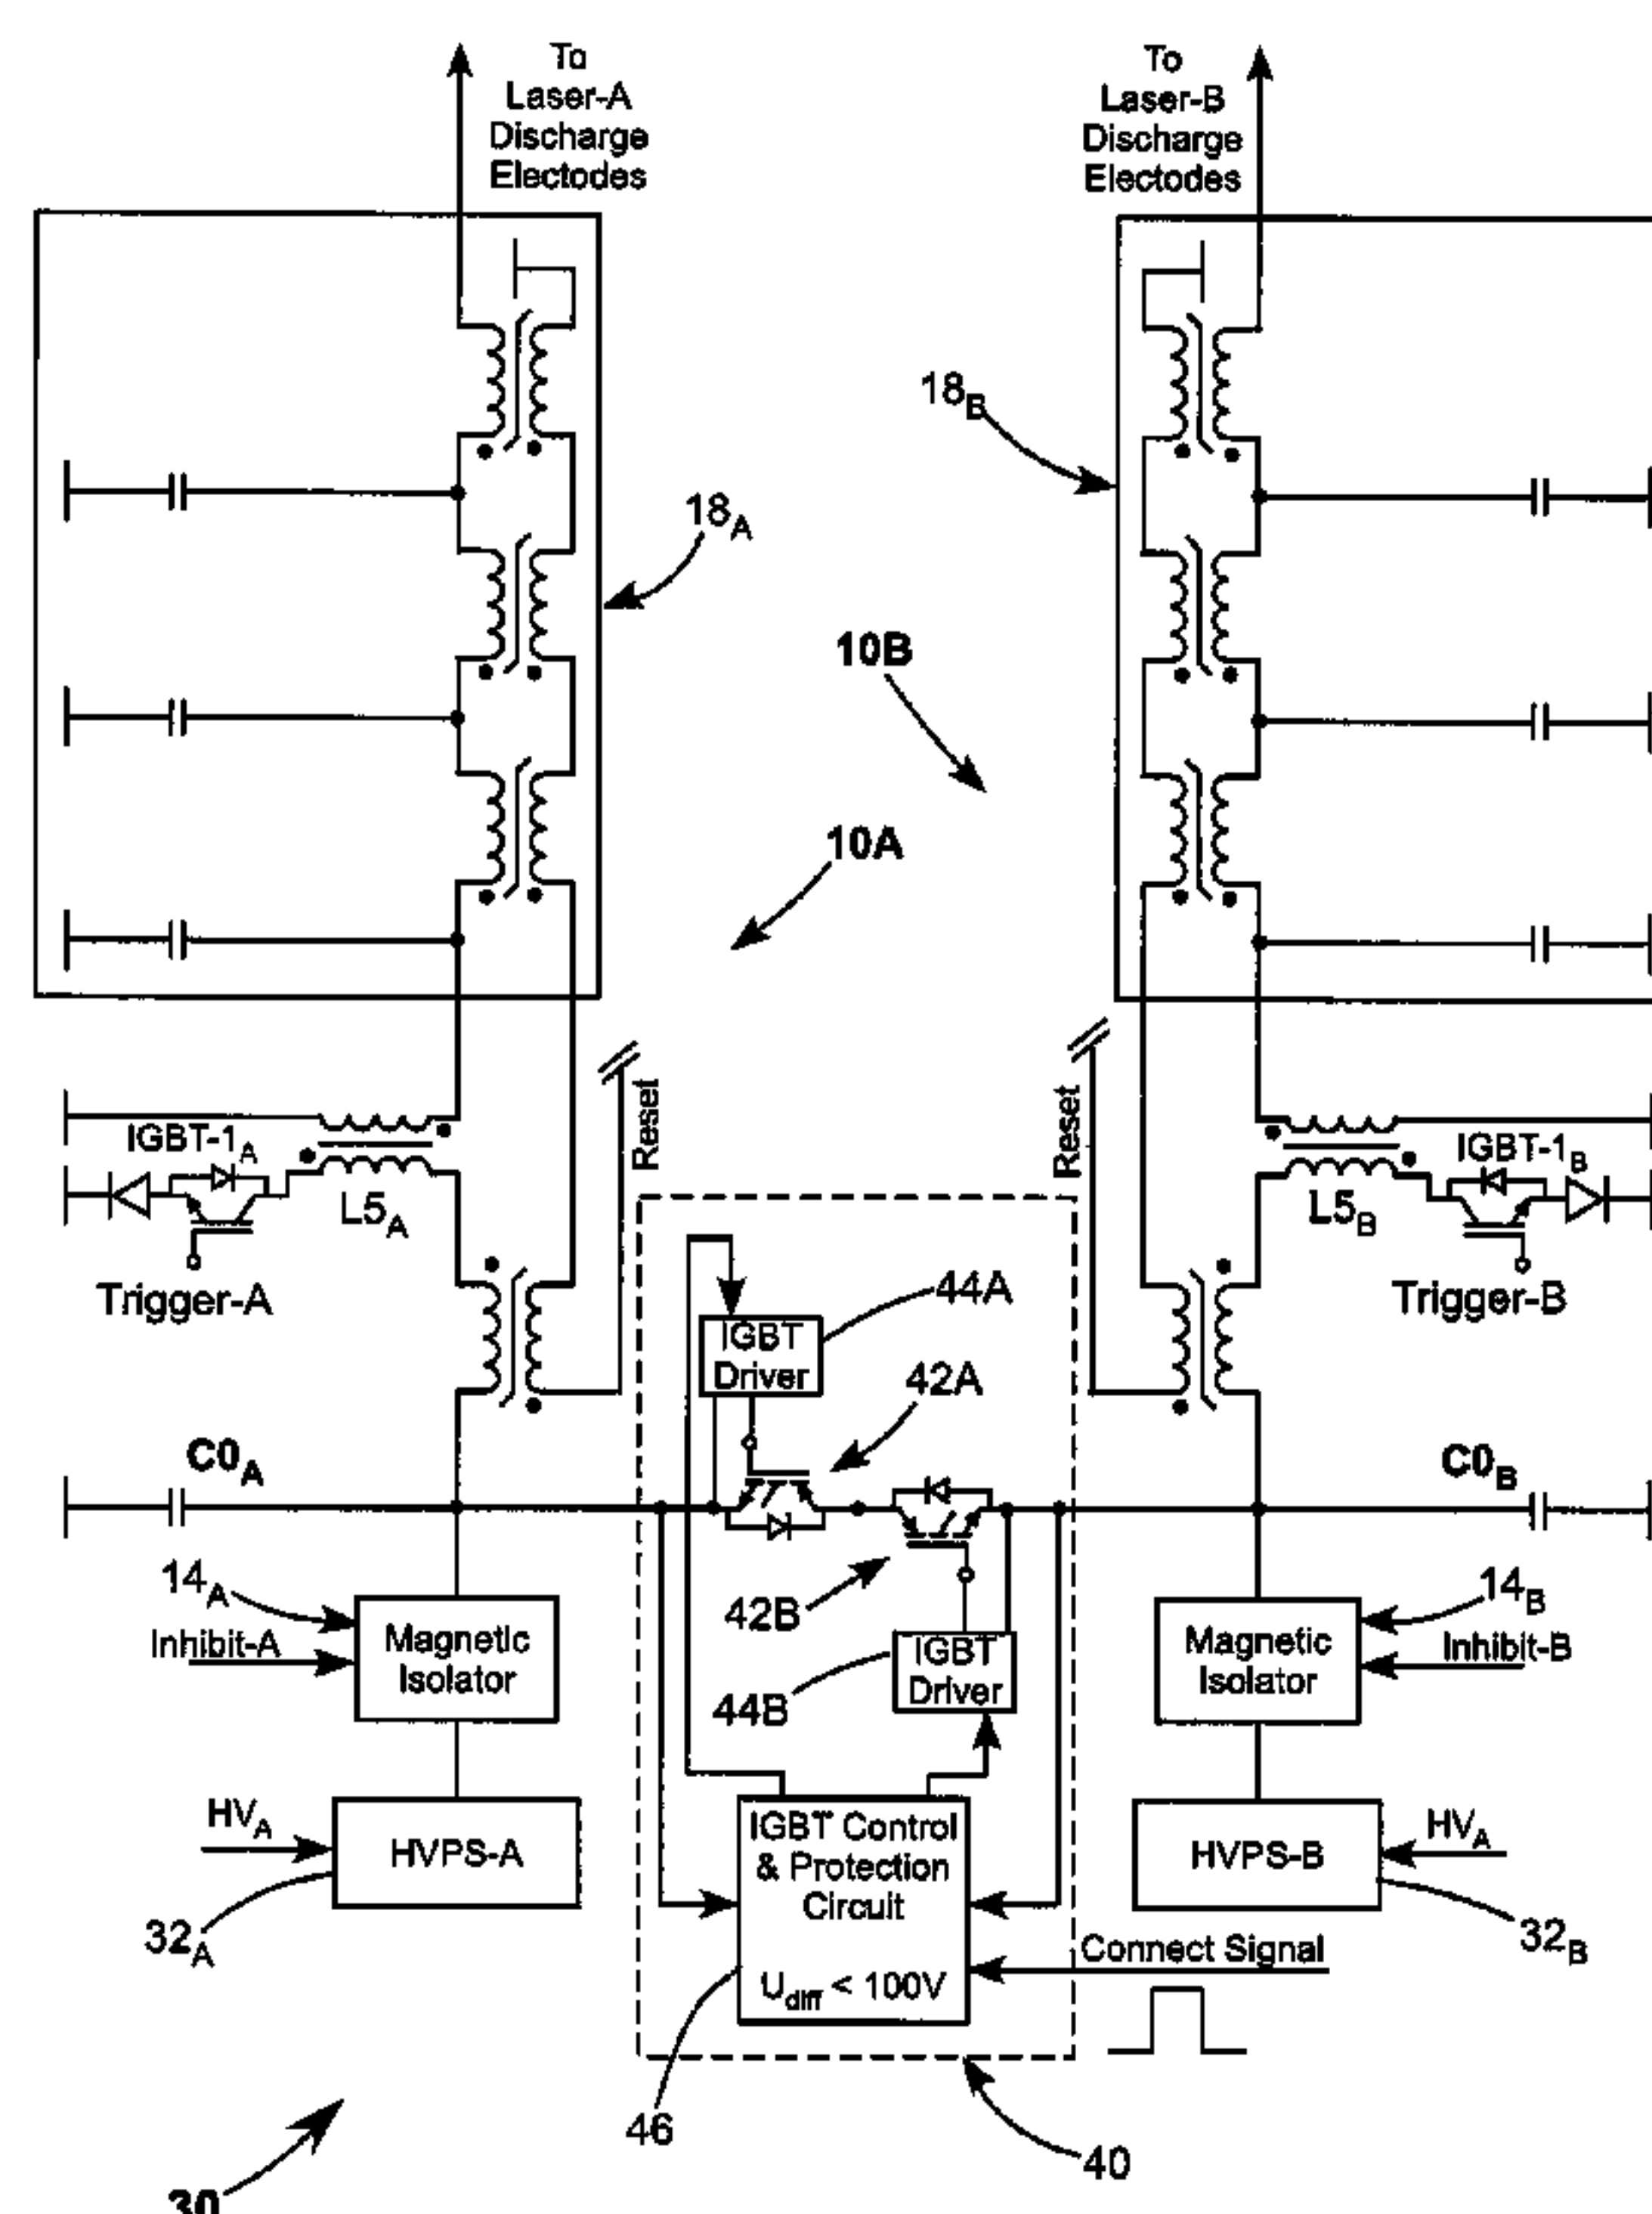 To
Laser-A
Discharge
Electodes
To
Laser-B
Discharge
Electodes
18B
18A
10B
10A
Reset
Reset
IGBT-1A
L5A
Trigger-A
IGBT-1B
L5B
Trigger-B
IGBT
Driver
44A
42A
C0A
C0B
14A
Inhibit-A
Magnetic
Isolator
42B
44B
IGBT
Driver
Magnetic
Isolator
14B
Inhibit-B
HVA
HVPS-A
32A
IGBT Control
& Protection
Circuit
Udiff < 100V
HVPS-B
HVA
32B
Connect Signal
46
40
30